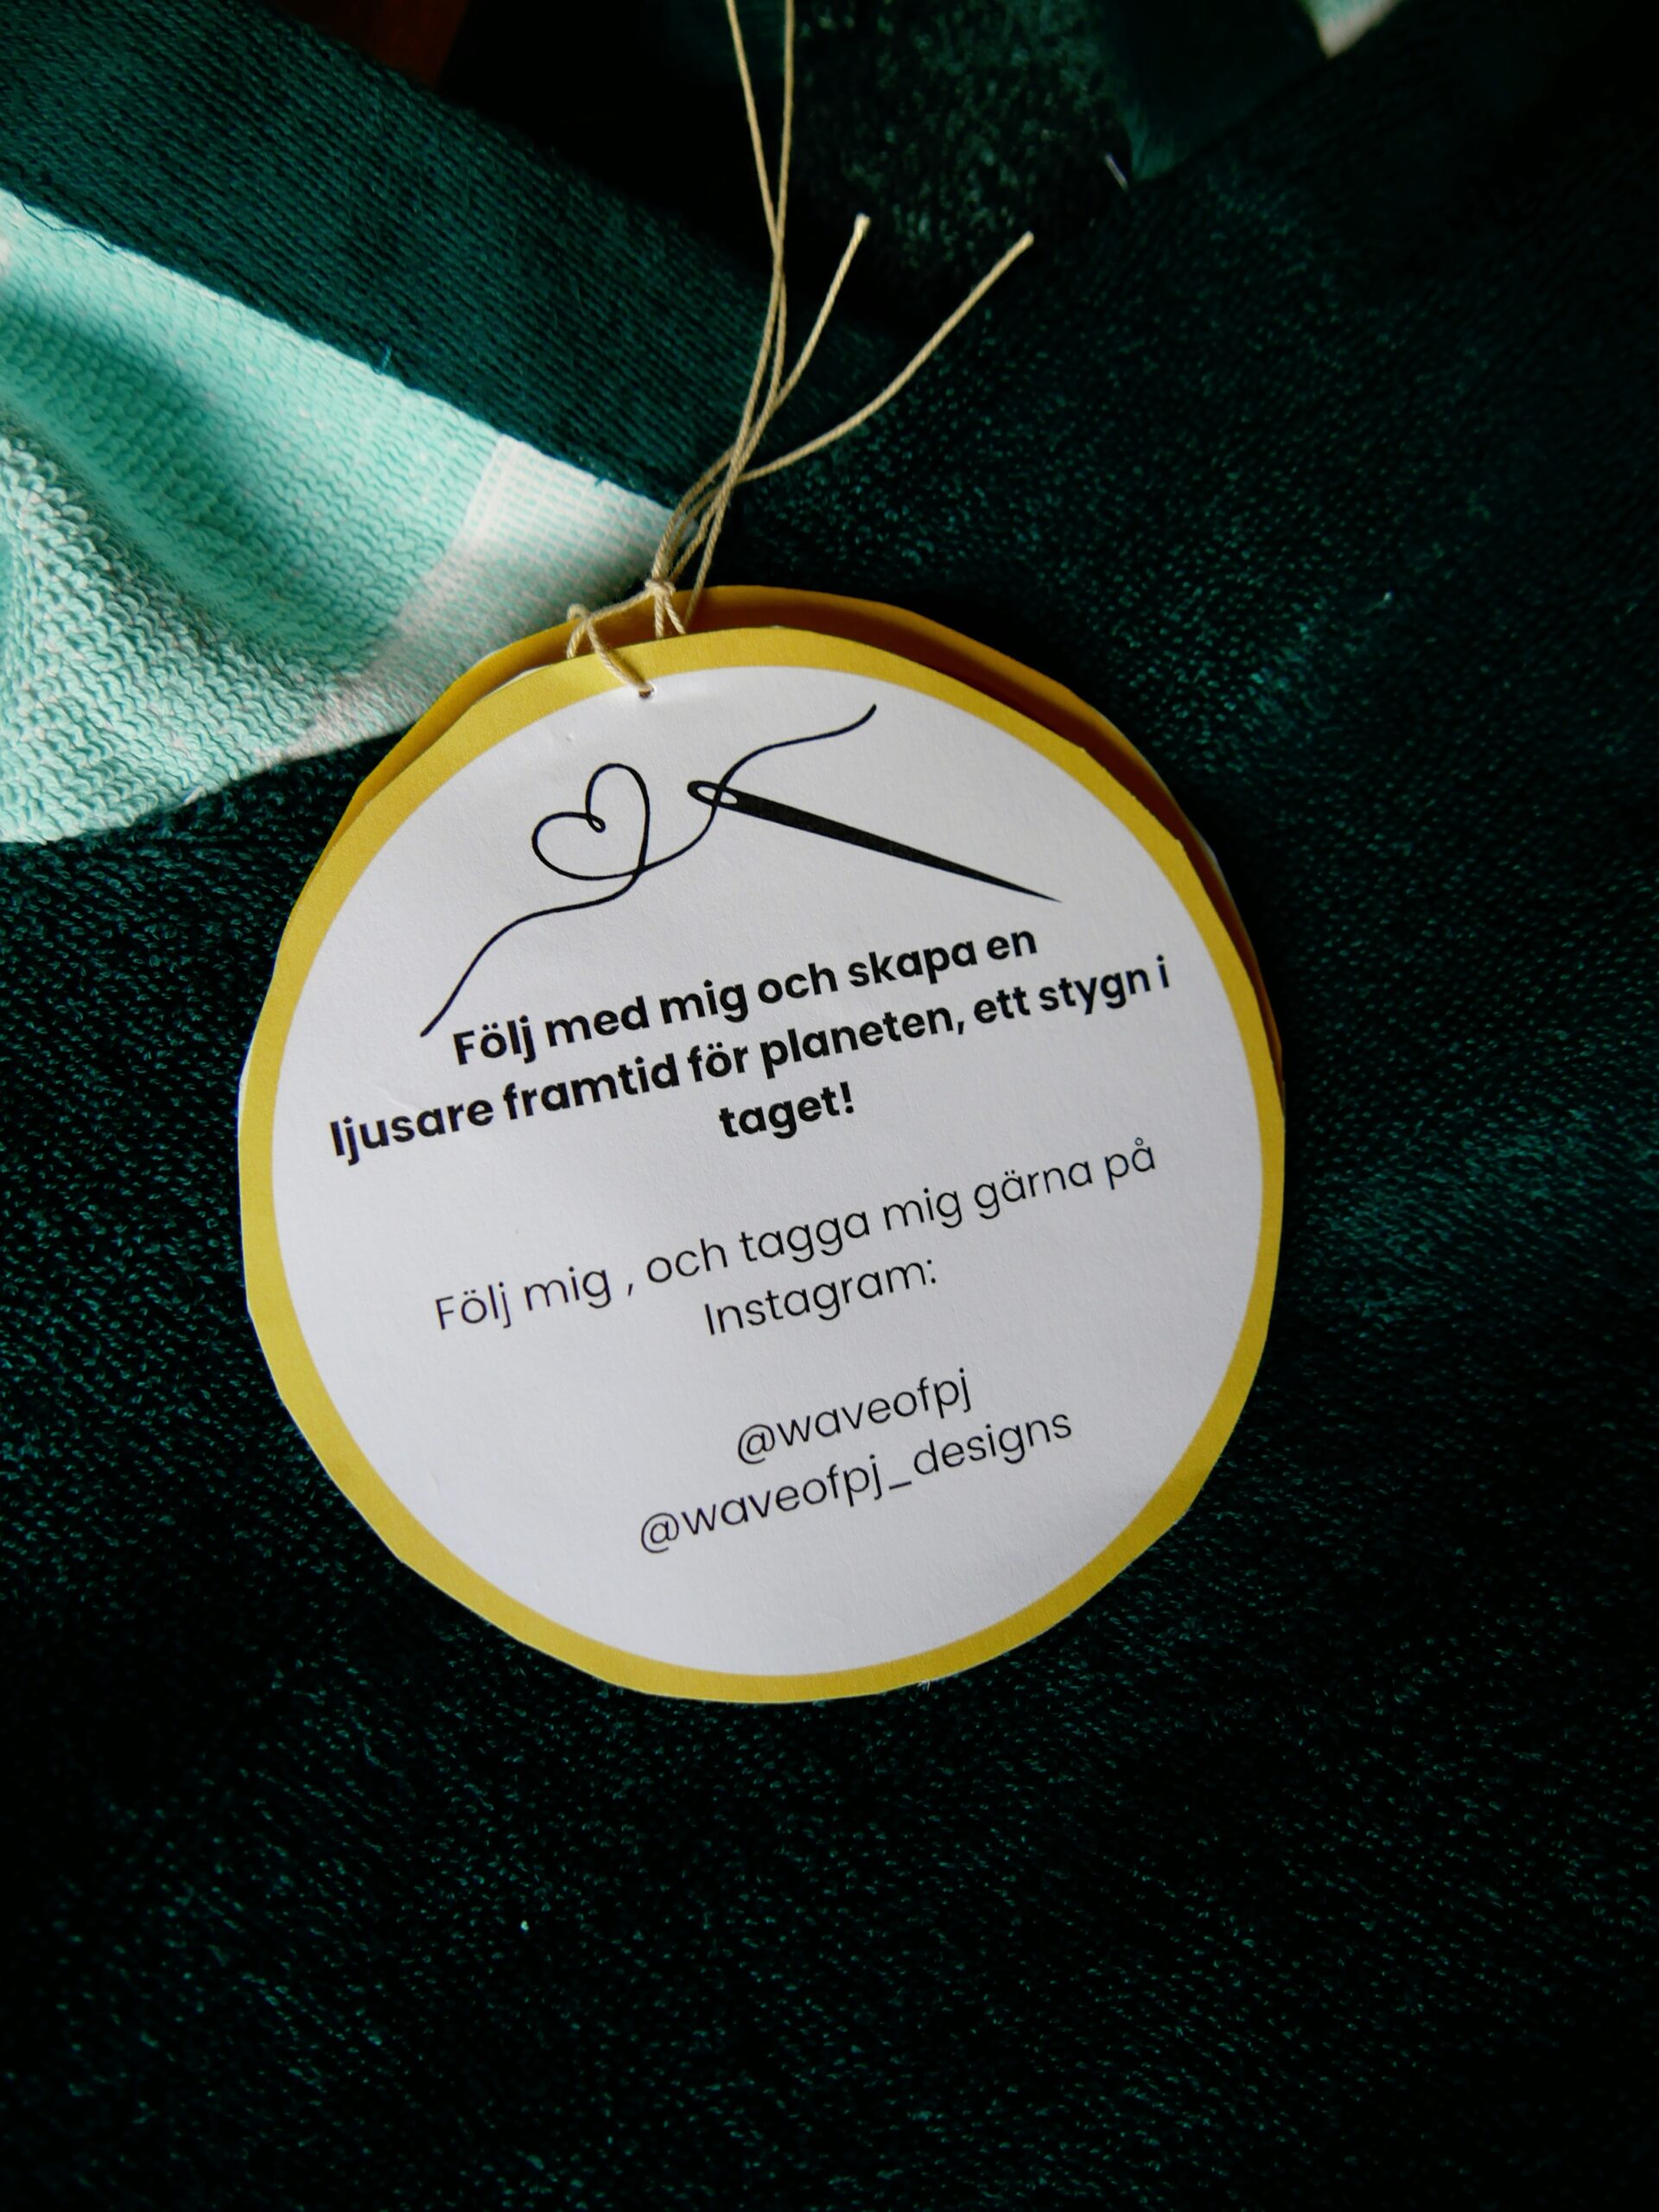 Följ med mig och skapa en
ljusare framtid för planeten, ett stygn i
taget!
Följ mig , och tagga mig gärna på
Instagram:
@waveofpj
@waveofpj_designs